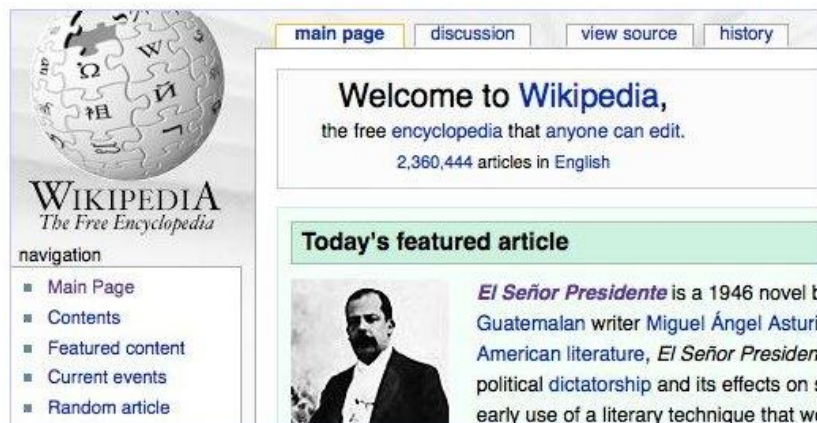 main page discussion view source history
Welcome to Wikipedia,
the free encyclopedia that anyone can edit.
2,360,444 articles in English
Ω W
祖 И
WIKIPEDIA
The Free Encyclopedia
navigation
Main Page
Contents
Featured content
Current events
Random article
Today's featured article
El Señor Presidente is a 1946 novel
Guatemalan writer Miguel Ángel Asturi
American literature, El Señor Presiden
political dictatorship and its effects on
early use of a literary technique that